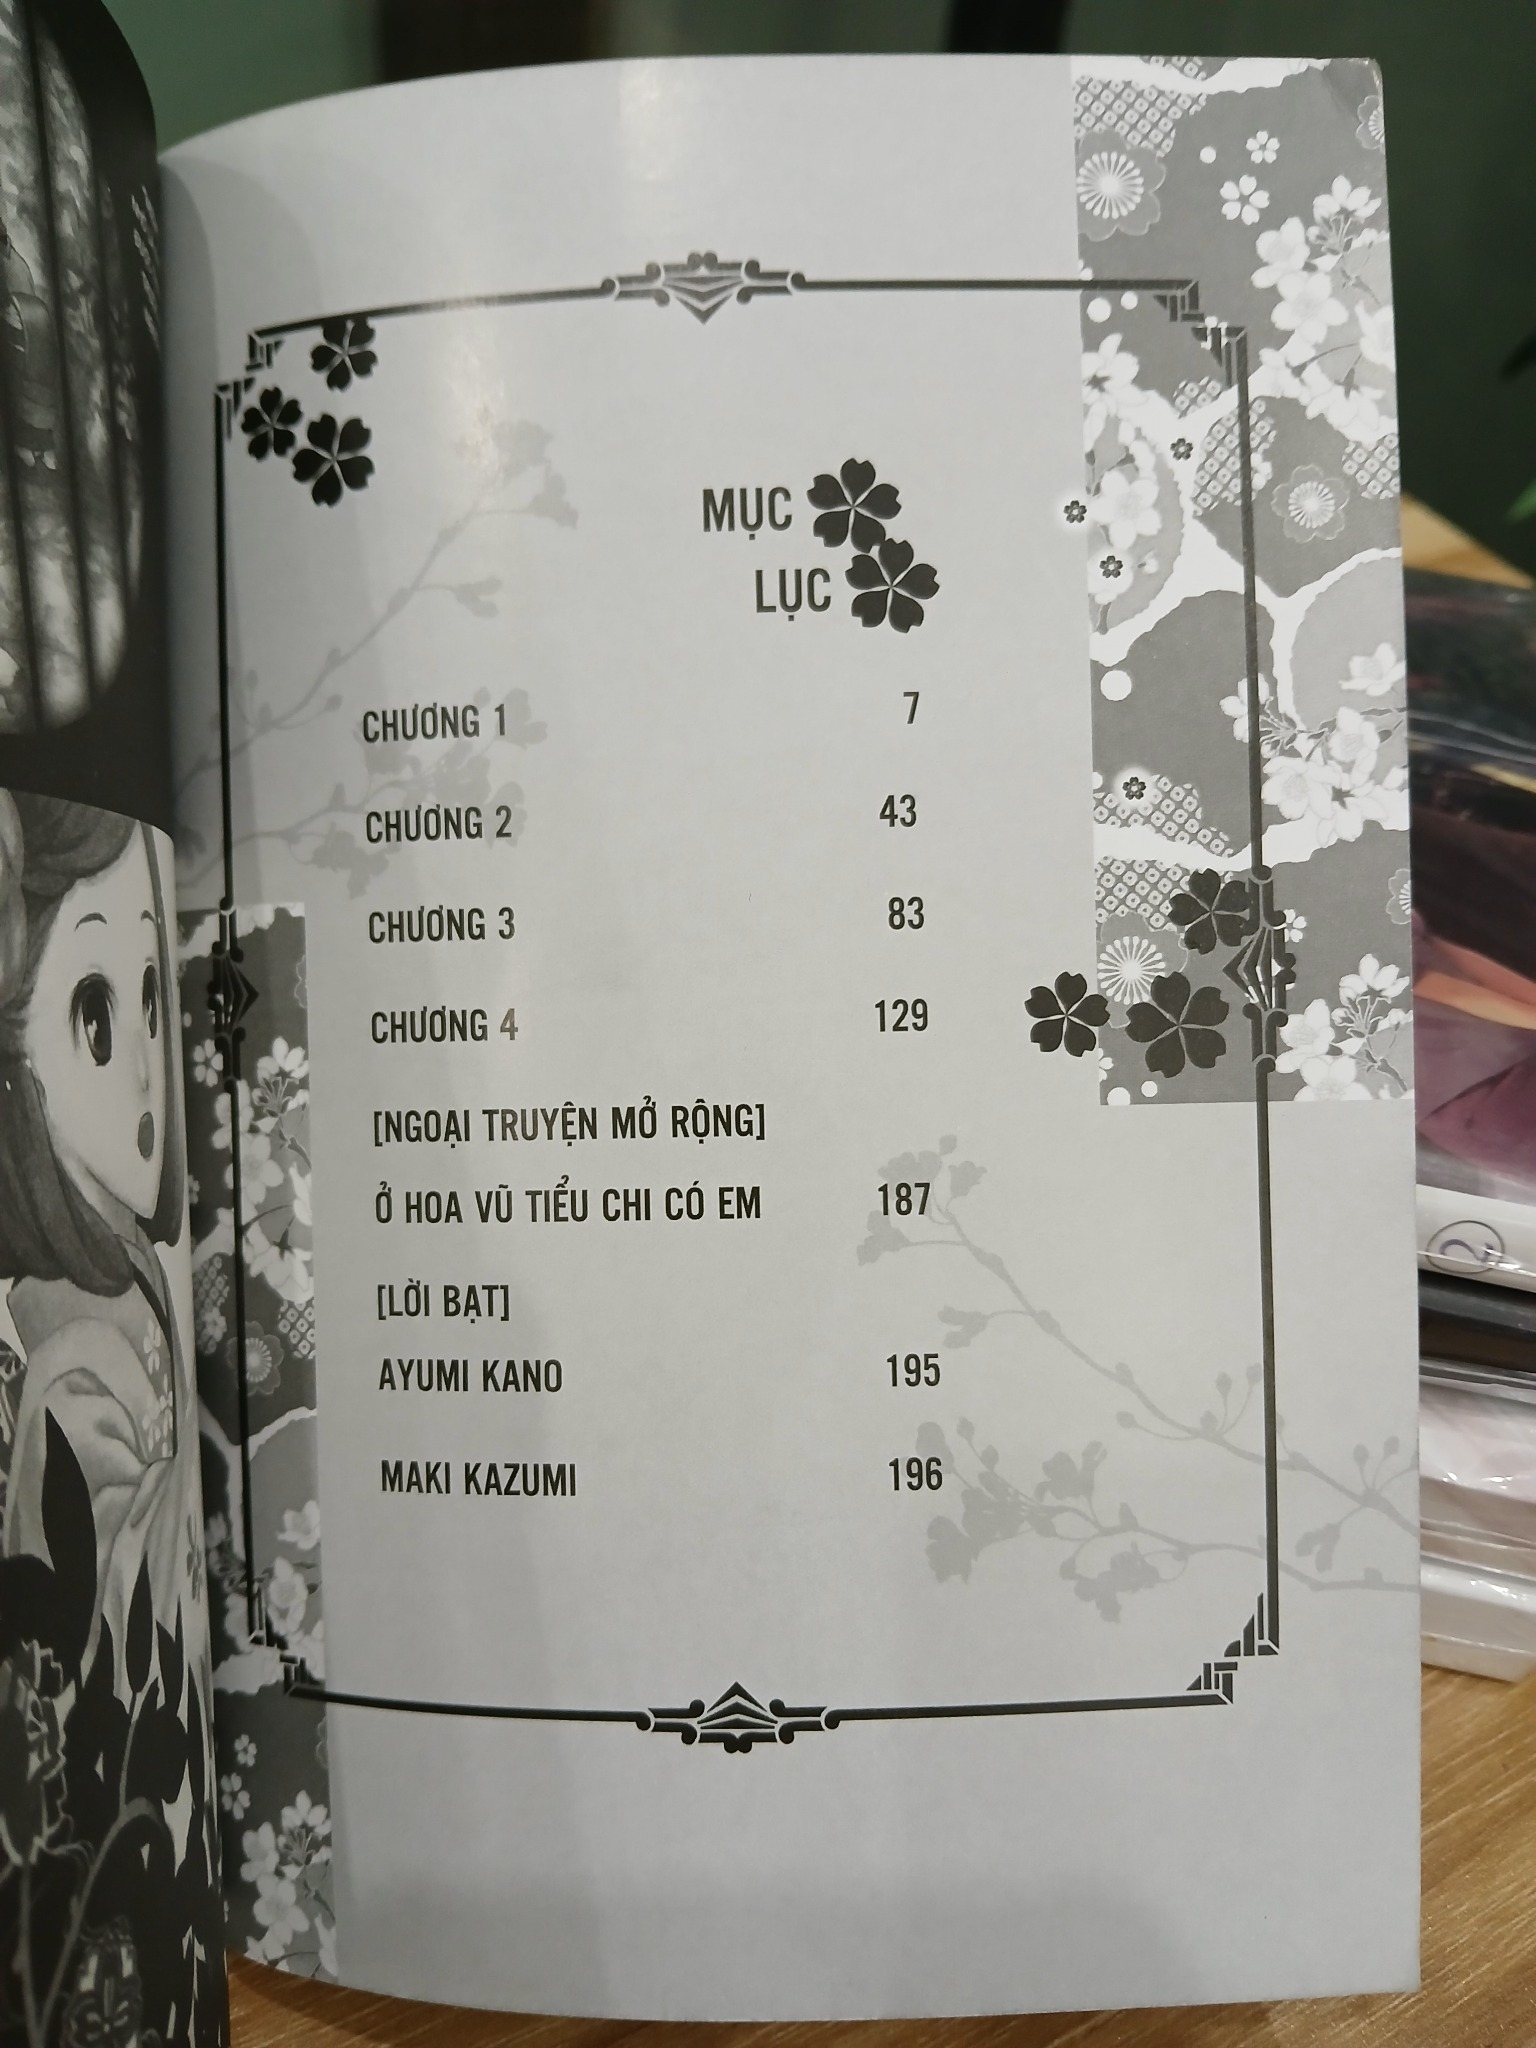 MỤC
LỤC
CHƯƠNG 1 7
CHƯƠNG 2 43
CHƯƠNG 3 83
CHƯƠNG 4 129
[NGOẠI TRUYỆN MỞ RỘNG]
Ở HOA VŨ TIỂU CHI CÓ EM 187
[LỜI BẠT]
AYUMI KANO 195
MAKI KAZUMI 196
2